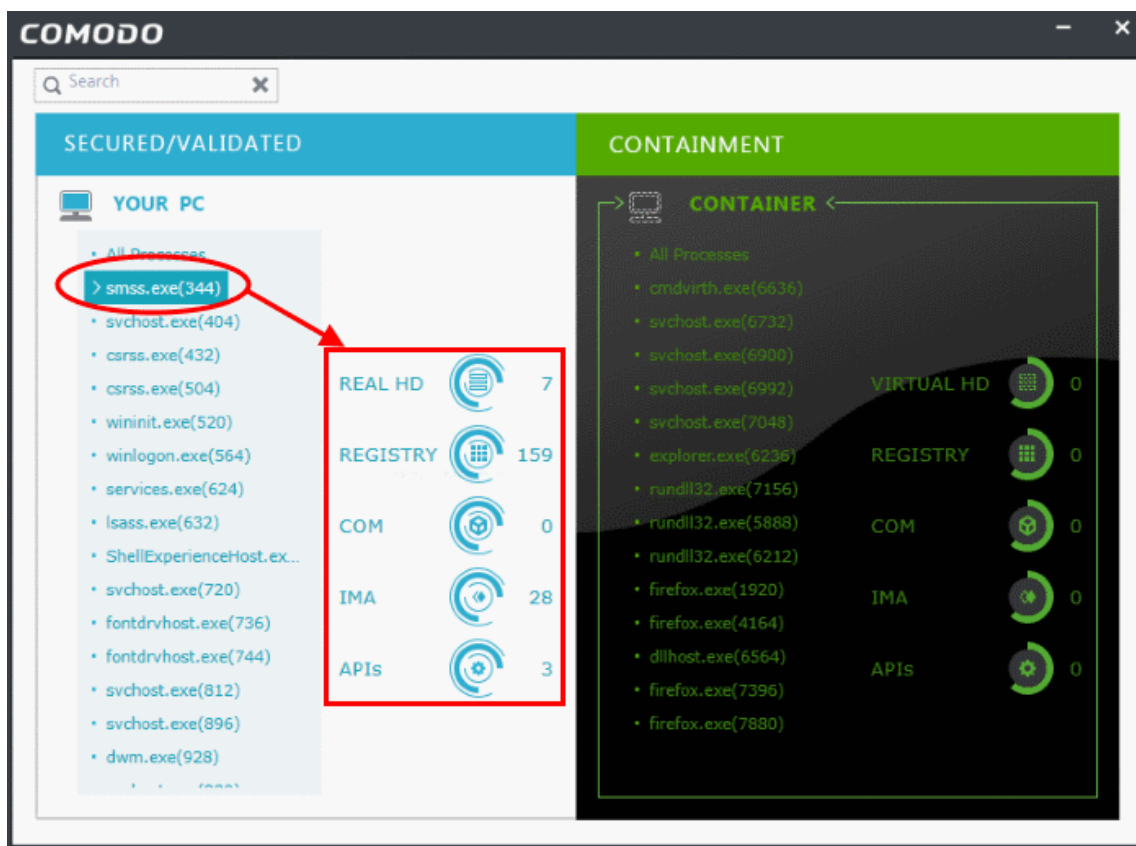 COMODO
Search
SECURED/VALIDATED
YOUR PC
All Processes
smss.exe(344)
svchost.exe(404)
csrss.exe(432)
csrss.exe(504)
wininit.exe(520)
winlogon.exe(564)
services.exe(624)
lsass.exe(632)
ShellExperienceHost.ex...
svchost.exe(720)
fontdrvhost.exe(736)
fontdrvhost.exe(744)
svchost.exe(812)
svchost.exe(896)
dwm.exe(928)
REAL HD 7
REGISTRY 159
COM 0
IMA 28
APIs 3
CONTAINMENT
CONTAINER
All Processes
cmdvirth.exe(6636)
svchost.exe(6732)
svchost.exe(6900)
svchost.exe(6992)
svchost.exe(7048)
explorer.exe(6236)
rundll32.exe(7156)
rundll32.exe(5888)
rundll32.exe(6212)
firefox.exe(1920)
firefox.exe(4164)
dllhost.exe(6564)
firefox.exe(7396)
firefox.exe(7880)
VIRTUAL HD 0
REGISTRY 0
COM 0
IMA 0
APIs 0